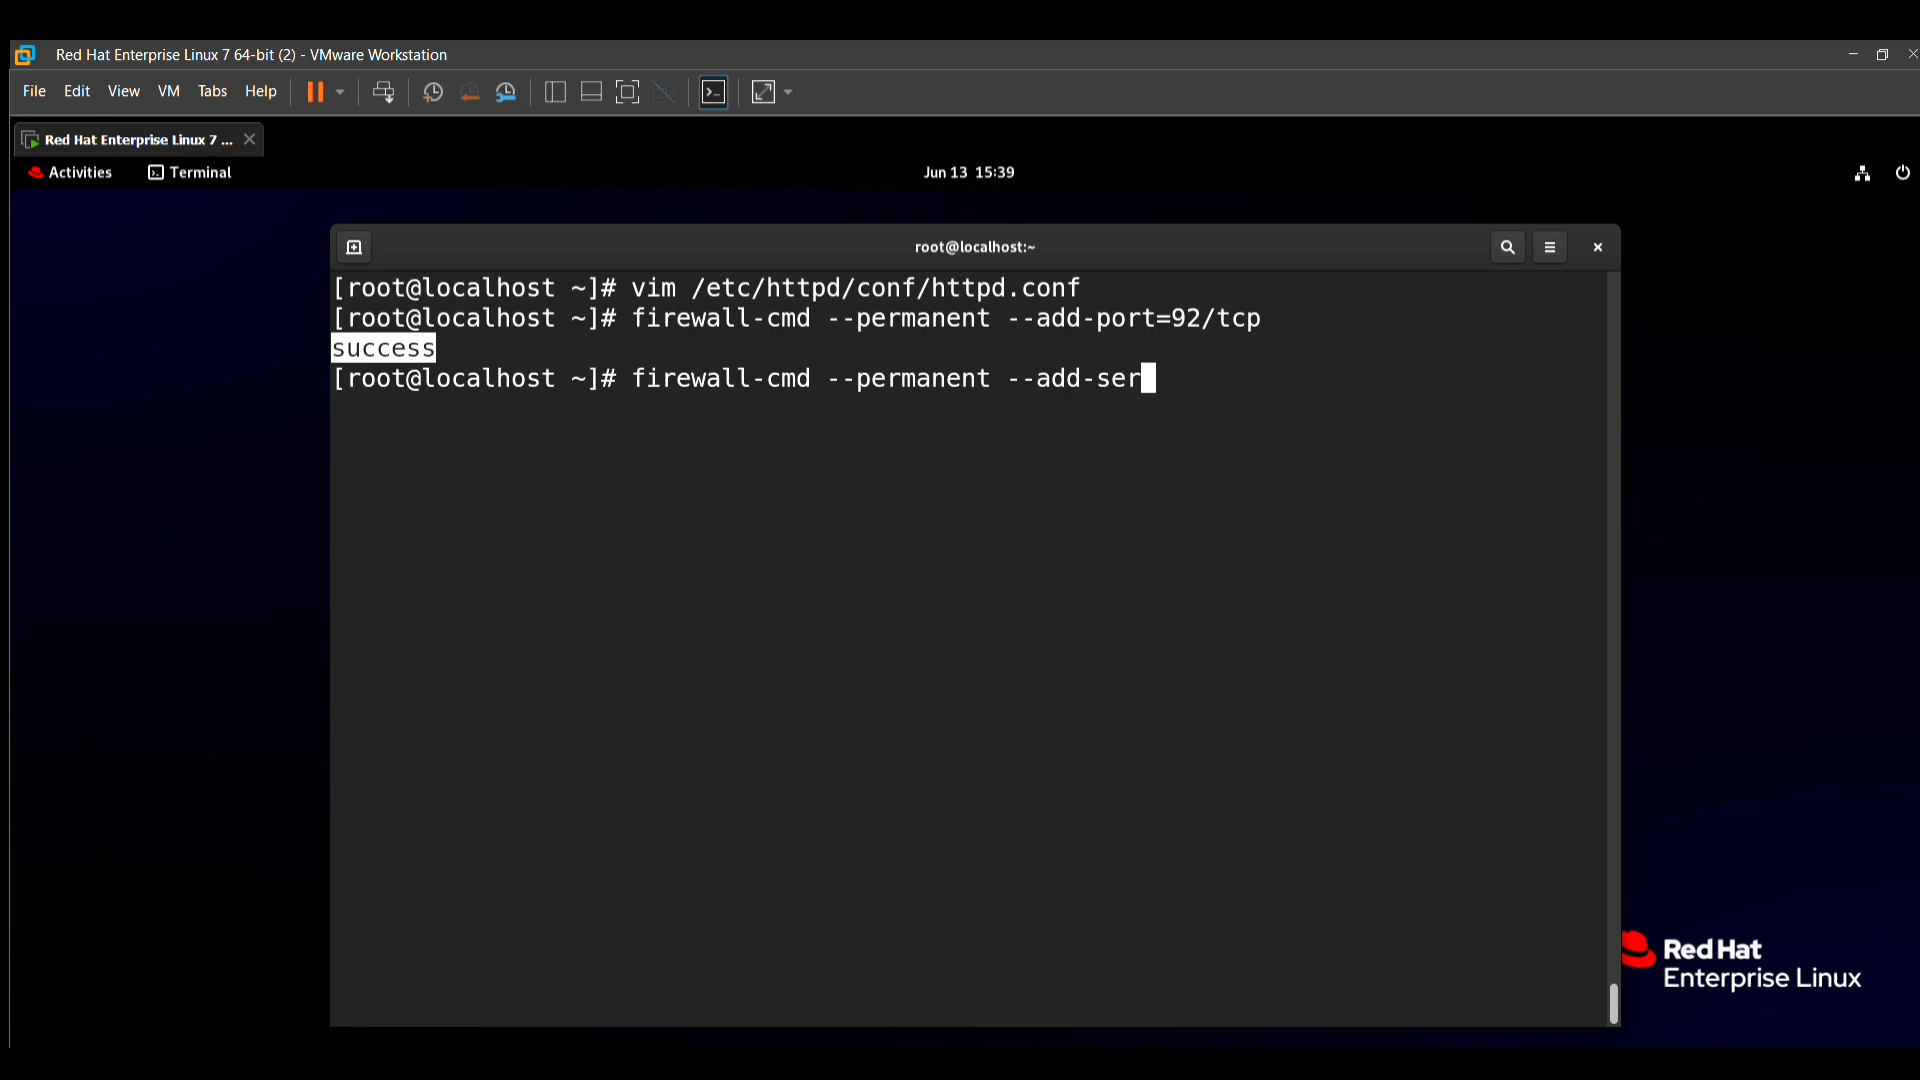 Red Hat Enterprise Linux 7 64-bit (2) - VMware Workstation
File Edit View VM Tabs Help
Red Hat Enterprise Linux 7 ...
Activities Terminal Jun 13 15:39
root@localhost:~
[root@localhost ~]# vim /etc/httpd/conf/httpd.conf
[root@localhost ~]# firewall-cmd --permanent --add-port=92/tcp
success
[root@localhost ~]# firewall-cmd --permanent --add-ser
Red Hat
Enterprise Linux